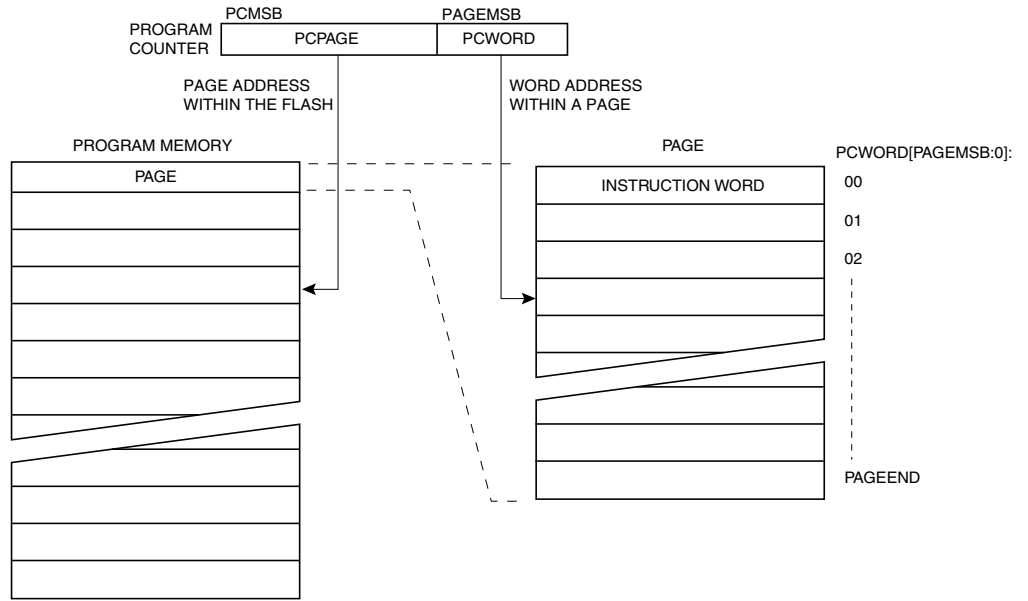 PCMSB
PAGEMSB
PROGRAM
COUNTER
PCPAGE
PCWORD
PAGE ADDRESS
WITHIN THE FLASH
WORD ADDRESS
WITHIN A PAGE
PROGRAM MEMORY
PAGE
PAGE
INSTRUCTION WORD
PCWORD[PAGEMSB:0]:
00
01
02
PAGEEND